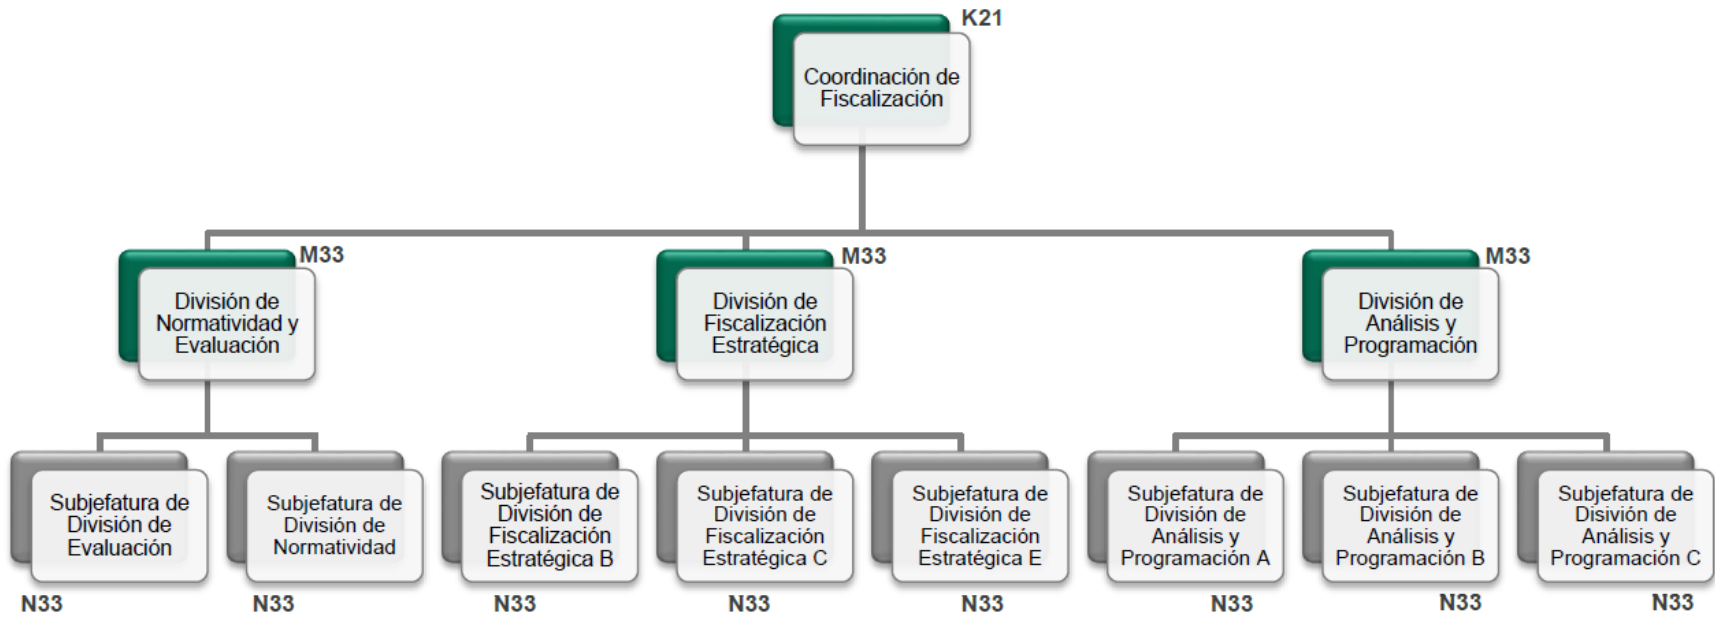 K21
Coordinación de
Fiscalización
M33
División de
Normatividad y
Evaluación
M33
División de
Fiscalización
Estratégica
M33
División de
Análisis y
Programación
Subjefatura de
División de
Evaluación
N33
Subjefatura de
División de
Normatividad
N33
Subjefatura de
División de
Fiscalización
Estratégica B
N33
Subjefatura de
División de
Fiscalización
Estratégica C
N33
Subjefatura de
División de
Fiscalización
Estratégica E
N33
Subjefatura de
División de
Análisis y
Programación A
N33
Subjefatura de
División de
Análisis y
Programación B
N33
Subjefatura de
Disivión de
Análisis y
Programación C
N33